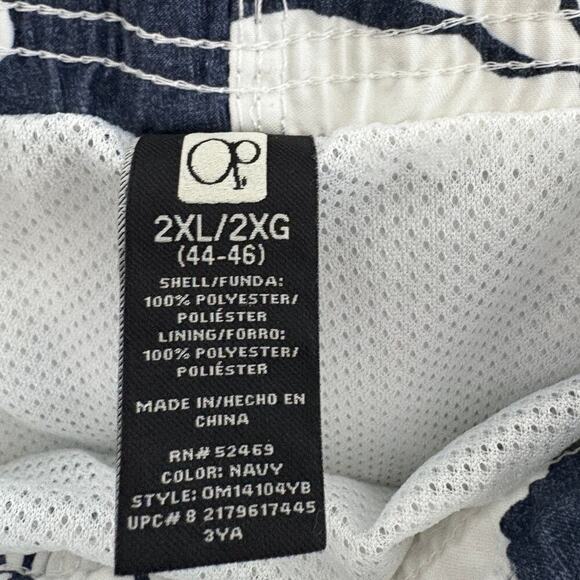 Op
2XL/2XG
(44-46)
SHELL/FUNDA:
100% POLYESTER/
POLIÉSTER
LINING/FORRO:
100% POLYESTER/
POLIÉSTER
MADE IN/HECHO EN
CHINA
RN# 52469
COLOR: NAVY
STYLE: OM14104YB
UPC# 8 2179617445
3YA